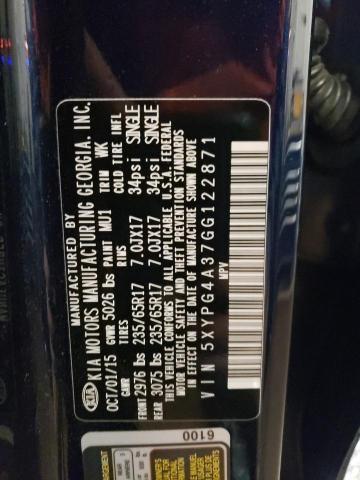 MANUFACTURED BY
KIA KIA MOTORS MANUFACTURING GEORGIA, INC.
OCT/07/15 PAINT MU1 TRIM WK
GVWR 5026 lbs
GAWR TIRES RIMS COLD TIRE INFL
FRONT 2976 lbs 235/65R17 7.0JX17 34psi SINGLE
REAR 3075 lbs 235/65R17 7.0JX17 34psi SINGLE
THIS VEHICLE CONFORMS TO ALL APPLICABLE U.S.A. FEDERAL
MOTOR VEHICLE SAFETY AND THEFT PREVENTION STANDARDS
IN EFFECT ON THE DATE OF MANUFACTURE SHOWN ABOVE.
VIN 5XYPG4A37GG122871
MPV
6100